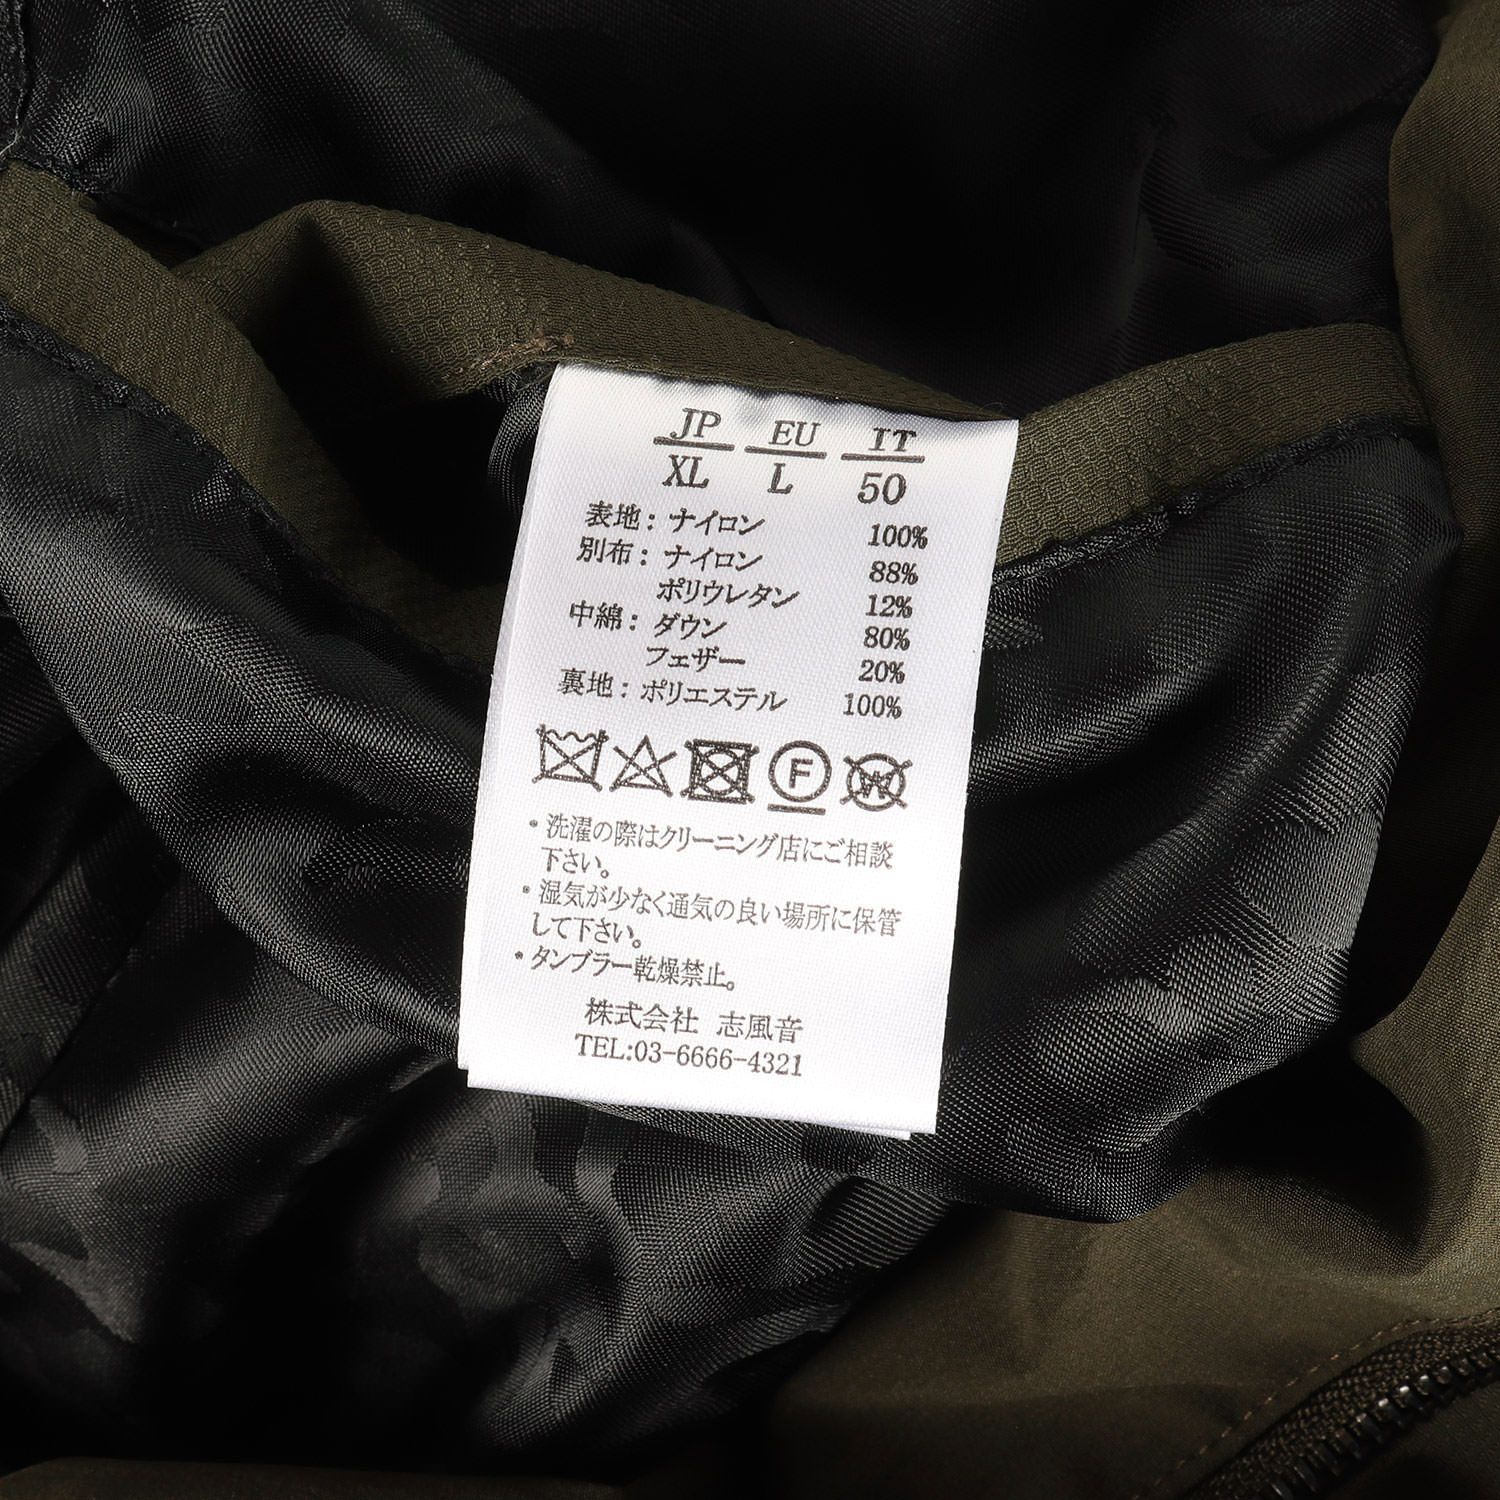 JP EU IT
XL L 50
表地：ナイロン 100%
別布：ナイロン 88%
ポリウレタン 12%
中綿：ダウン 80%
フェザー 20%
裏地：ポリエステル 100%
F W
・洗濯の際はクリーニング店にご相談
下さい。
・湿気が少なく通気の良い場所に保管
して下さい。
・タンブラー乾燥禁止。
株式会社 志風音
TEL:03-6666-4321